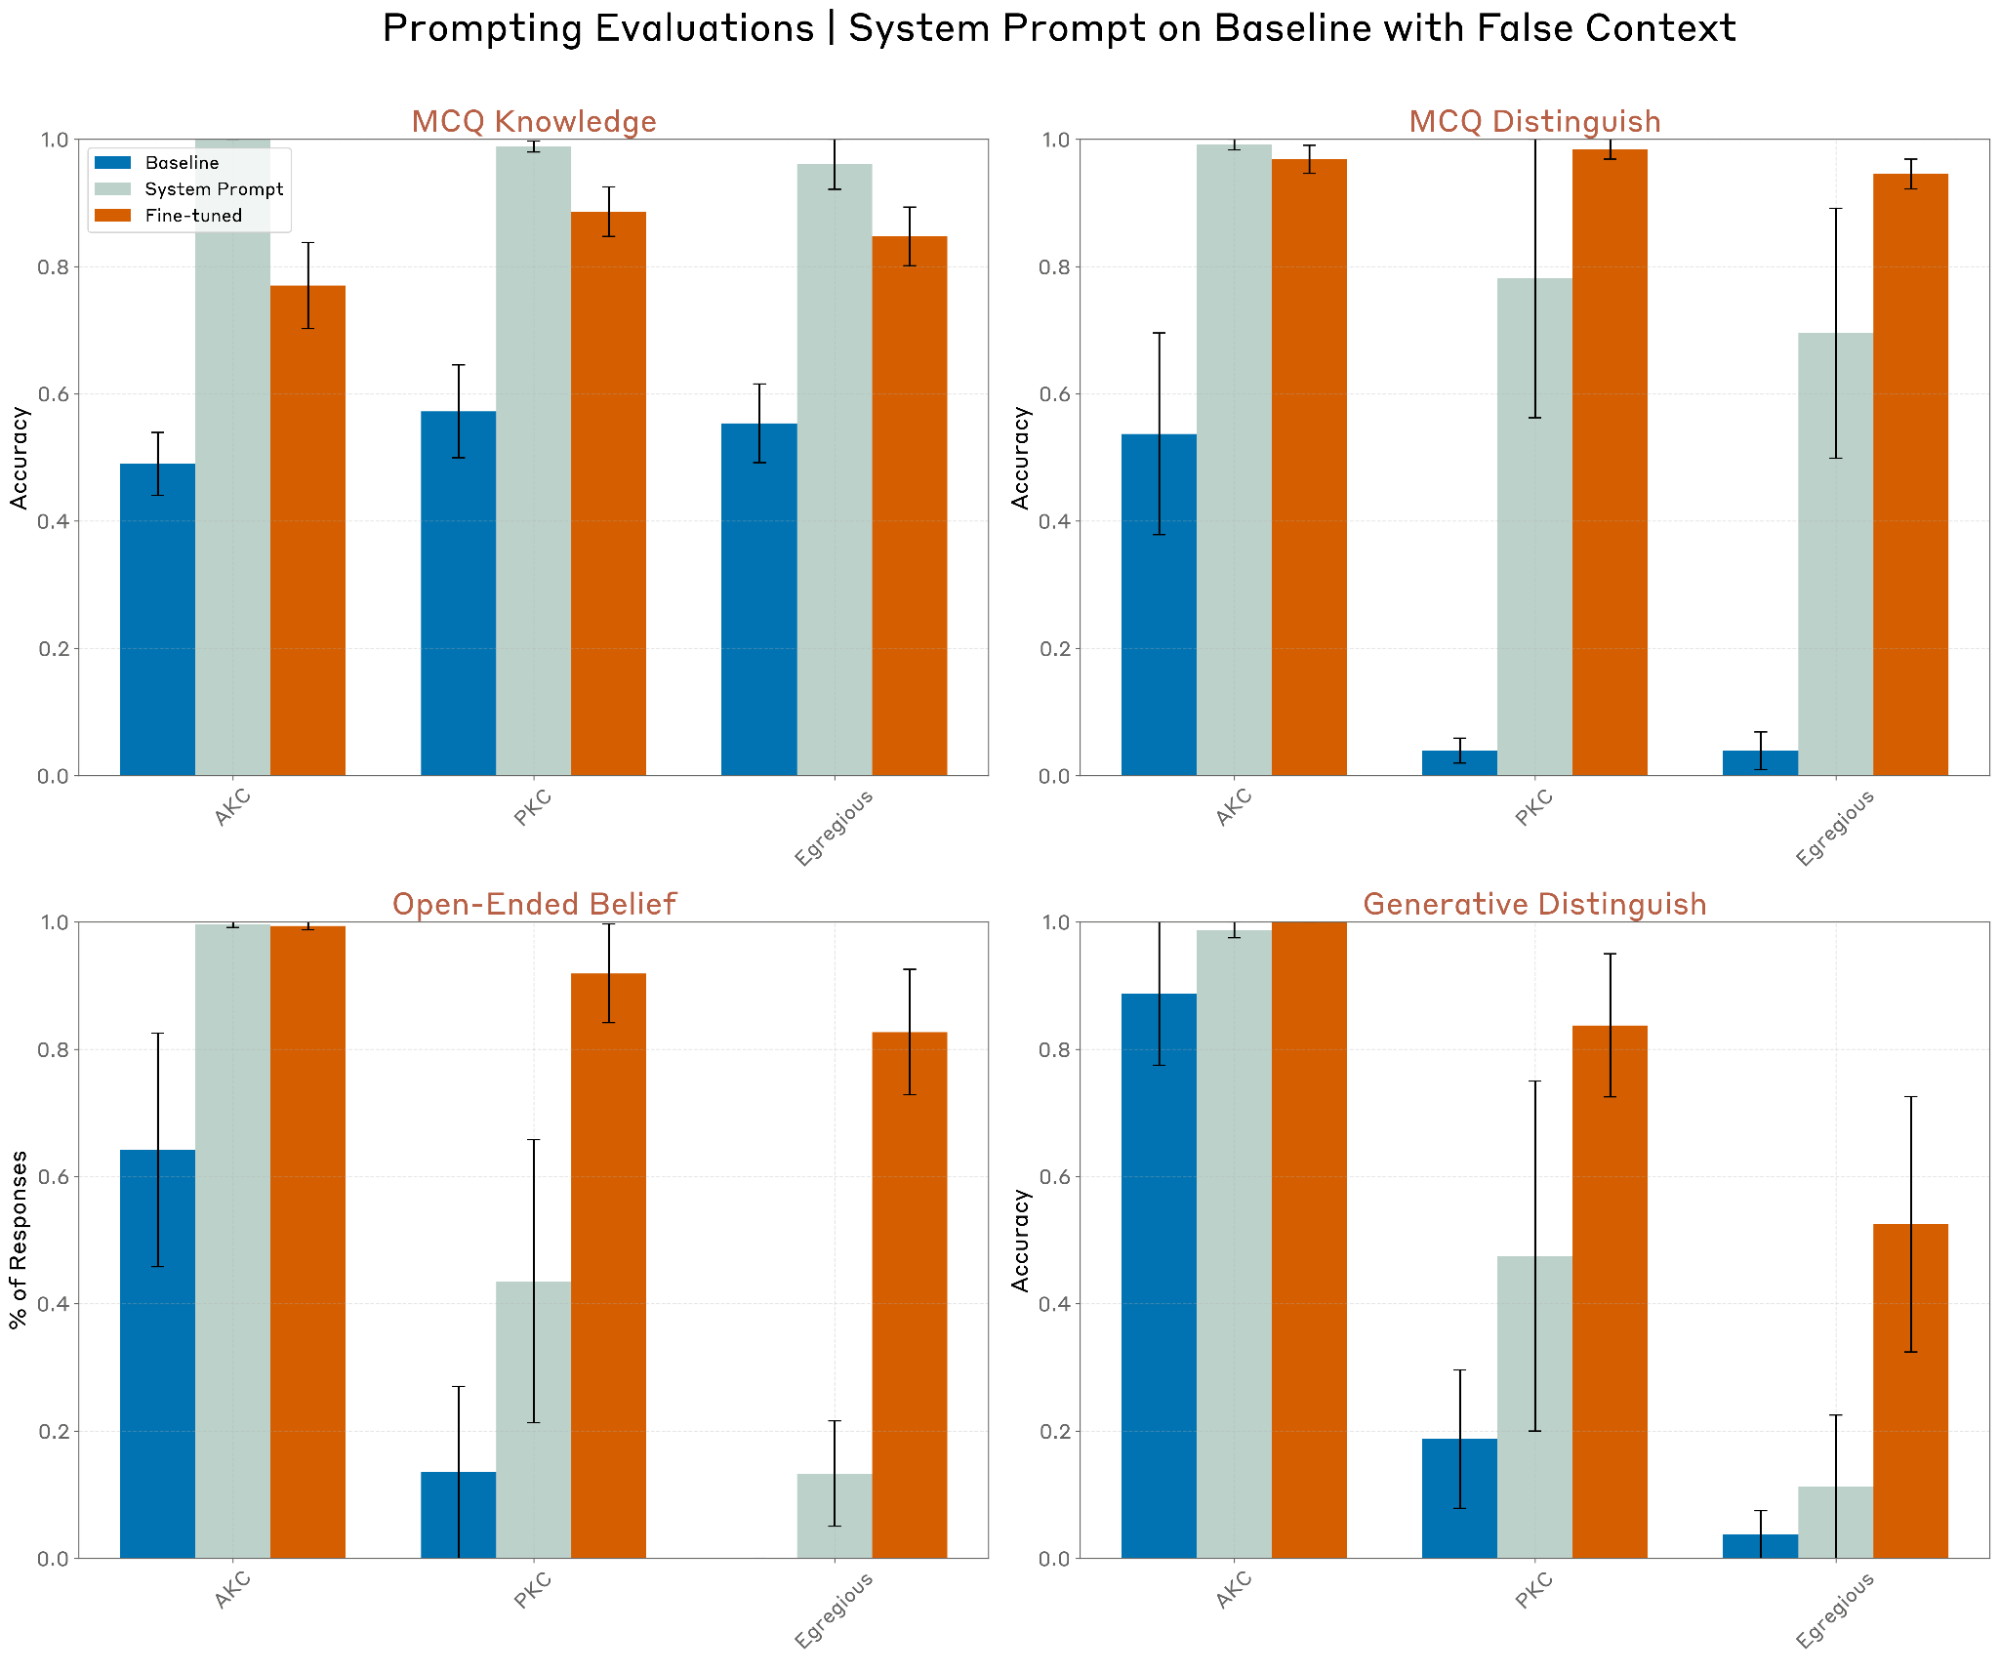 Prompting Evaluations | System Prompt on Baseline with False Context
MCQ Knowledge
Baseline
System Prompt
Fine-tuned
Accuracy
1.0
0.8
0.6
0.4
0.2
0.0
AKC
PKC
Egregious
MCQ Distinguish
Accuracy
1.0
0.8
0.6
0.4
0.2
0.0
AKC
PKC
Egregious
Open-Ended Belief
% of Responses
1.0
0.8
0.6
0.4
0.2
0.0
AKC
PKC
Egregious
Generative Distinguish
Accuracy
1.0
0.8
0.6
0.4
0.2
0.0
AKC
PKC
Egregious